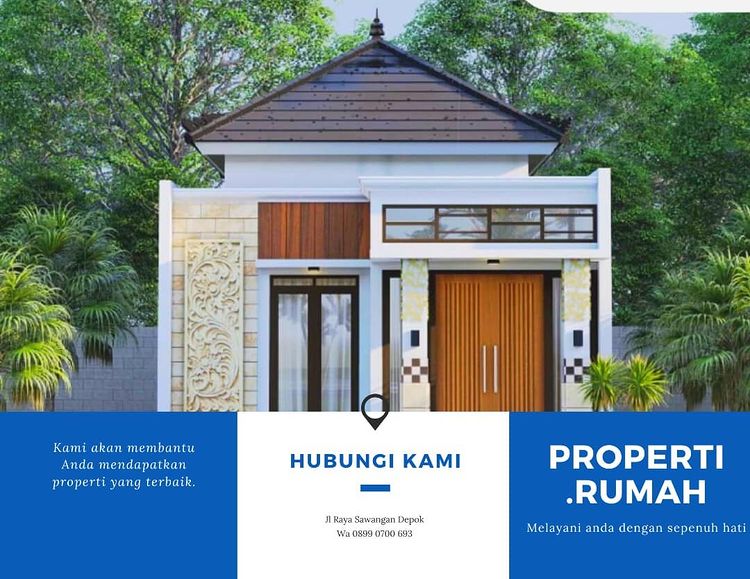 Kami akan membantu
Anda mendapatkan
properti yang terbaik.
HUBUNGI KAMI
Jl Raya Sawangan Depok
Wa 0899 0700 693
PROPERTI
.RUMAH
Melayani anda dengan sepenuh hati